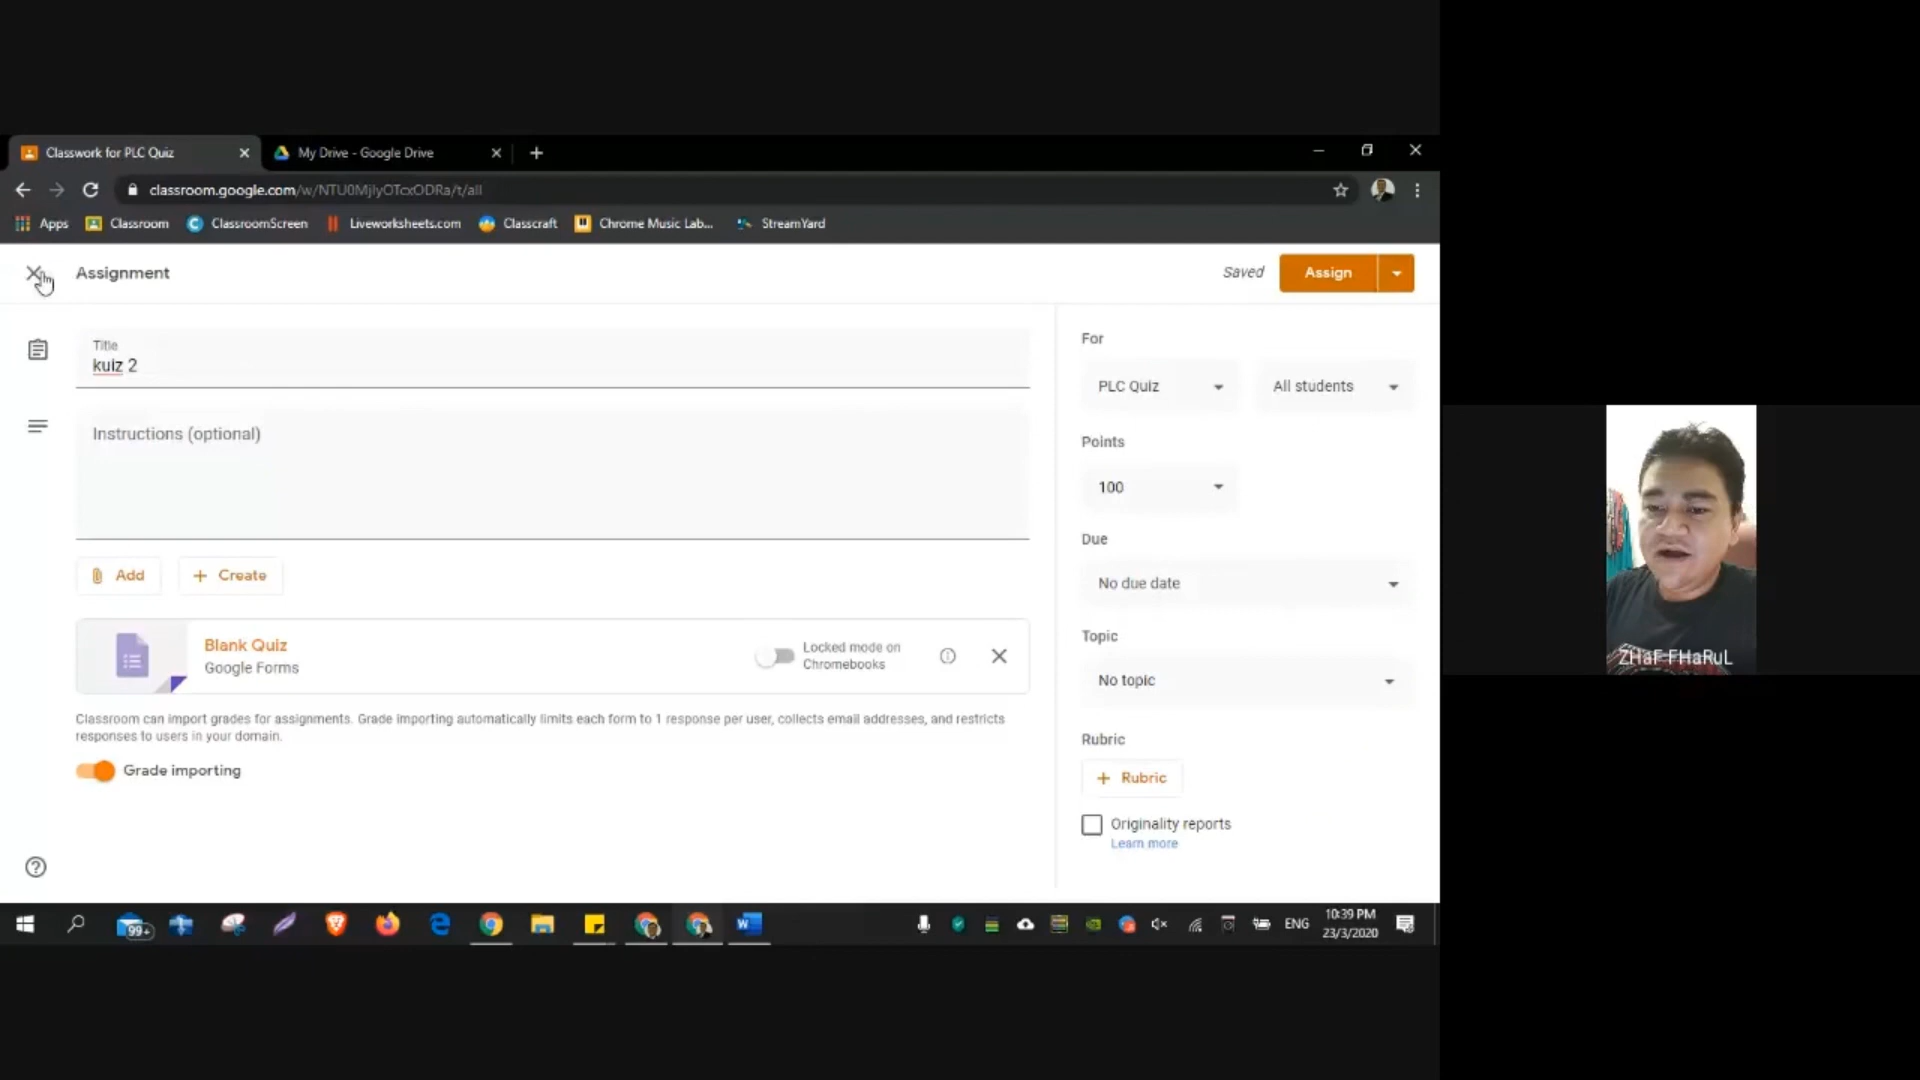 Classwork for PLC Quiz
My Drive - Google Drive
classroom.google.com/w/NTU0MjIyOTcxODRa/t/all
Apps Classroom ClassroomScreen Liveworksheets.com Classcraft Chrome Music Lab... StreamYard
Assignment
Saved
Assign
Title
kuiz 2
Instructions (optional)
Add
Create
Blank Quiz
Google Forms
Locked mode on
Chromebooks
Classroom can import grades for assignments. Grade importing automatically limits each form to 1 response per user, collects email addresses, and restricts
responses to users in your domain.
Grade importing
For
PLC Quiz
All students
Points
100
Due
No due date
Topic
No topic
Rubric
Rubric
Originality reports
Learn more
99+
W
ENG
10:39 PM
23/3/2020
ZHaF FHaRuL